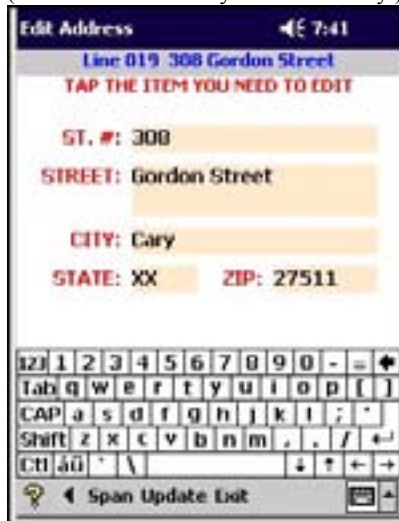 Edit Address 7:41
Line 019 308 Gordon Street
TAP THE ITEM YOU NEED TO EDIT
ST. #: 308
STREET: Gordon Street
CITY: Cary
STATE: XX ZIP: 27511
123 1 2 3 4 5 6 7 8 9 0 - =
Tab q w e r t y u i o p [ ]
CAP a s d f g h j k l ; '
Shift z x c v b n m , . /
Ctl áü ` \
Span Update Exit